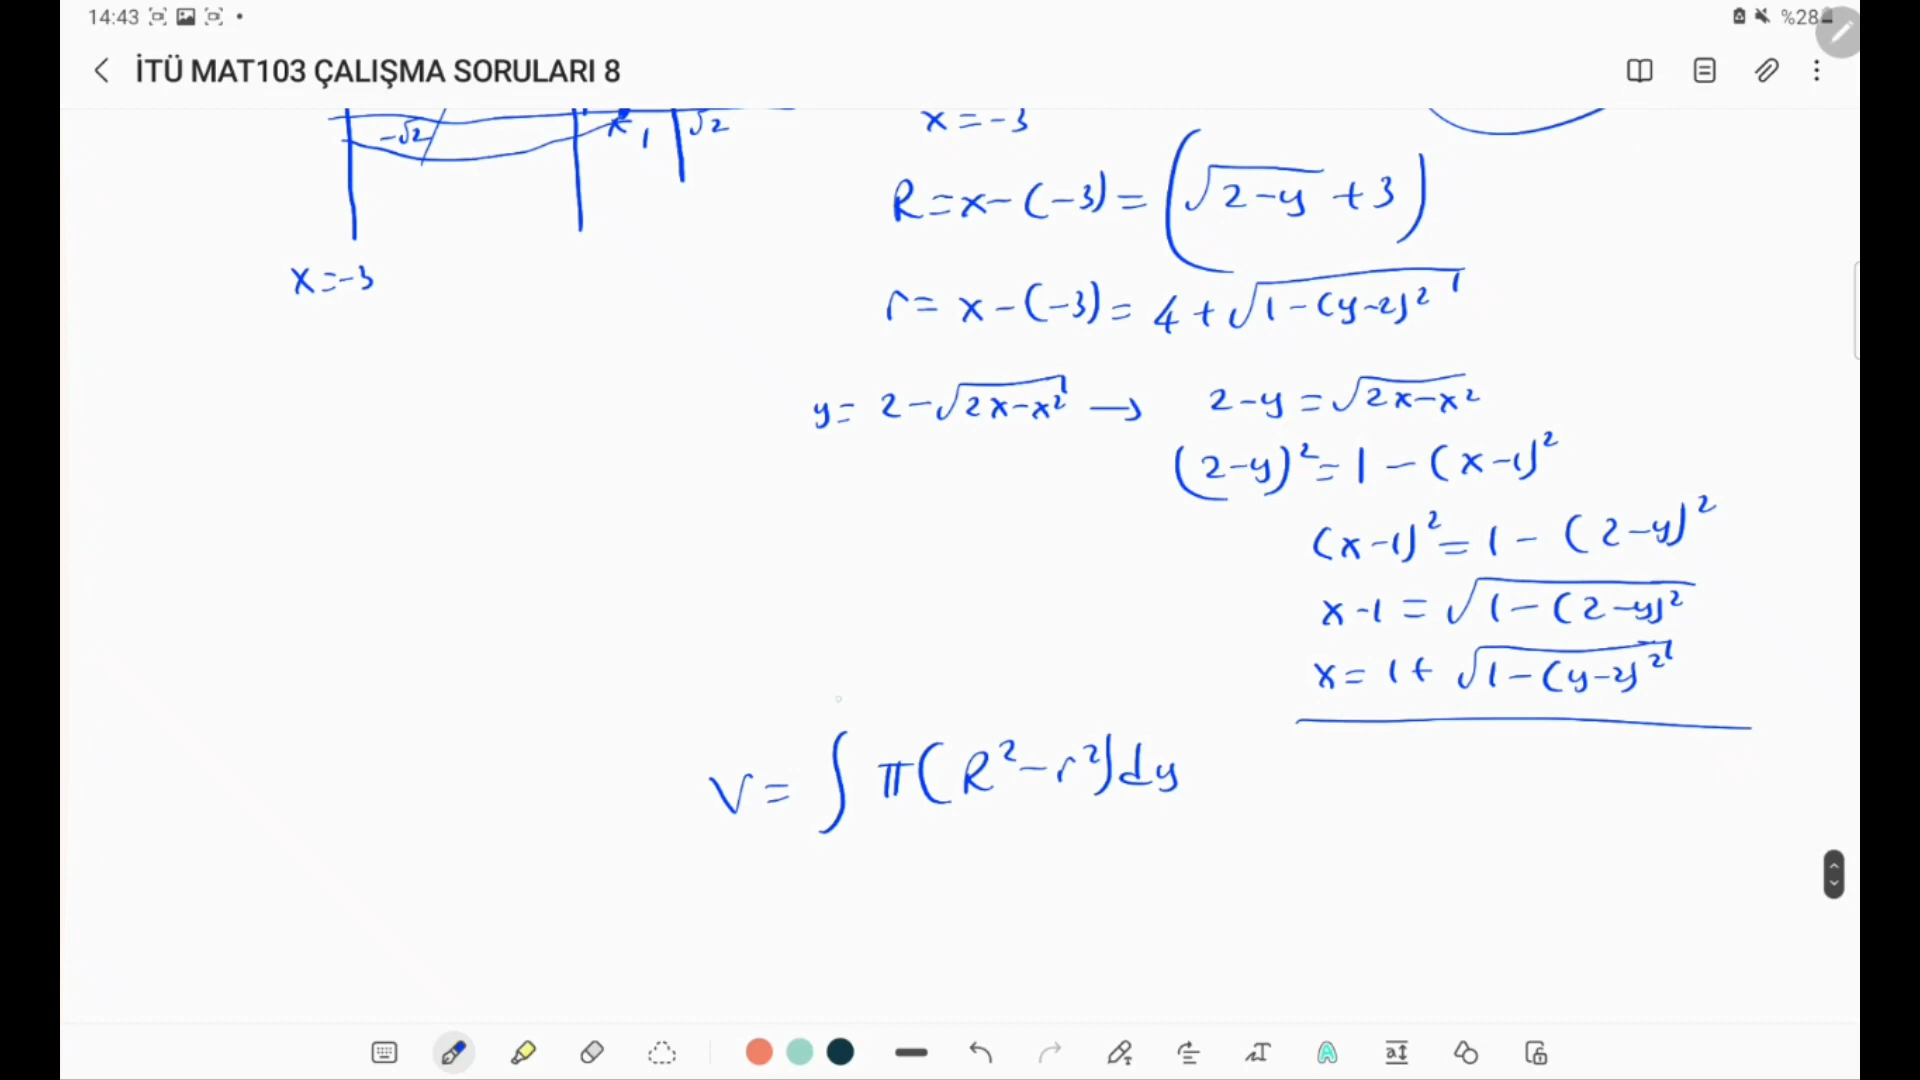 14:43 %28
İTÜ MAT103 ÇALIŞMA SORULARI 8
-√2 1 √2
x=-3
x=-3
R=x-(-3)=(√(2-y)+3)
r=x-(-3)=4+√(1-(y-2)²)
y=2-√(2x-x²) → 2-y=√(2x-x²)
(2-y)²=1-(x-1)²
(x-1)²=1-(2-y)²
x-1=√(1-(2-y)²)
x=1+√(1-(y-2)²)
V=∫π(R²-r²)dy